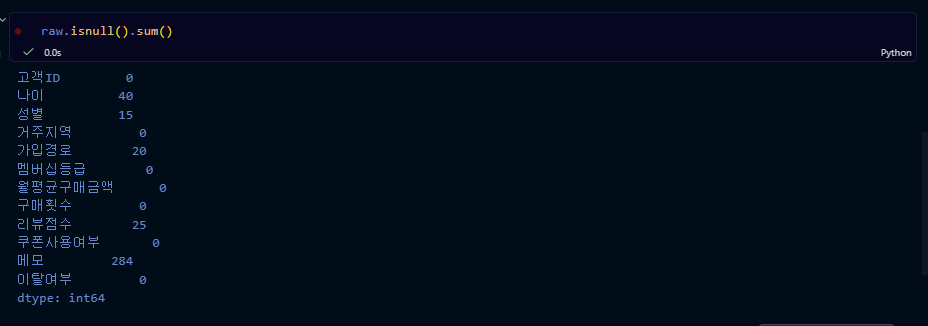 raw.isnull().sum()
0.0s
Python
고객ID 0
나이 40
성별 15
거주지역 0
가입경로 20
멤버십등급 0
월평균구매금액 0
구매횟수 0
리뷰점수 25
쿠폰사용여부 0
메모 284
이탈여부 0
dtype: int64